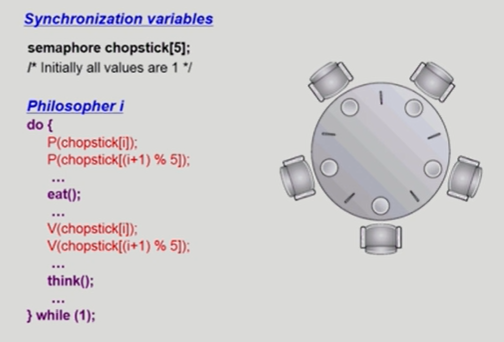 Synchronization variables
semaphore chopstick[5];
/* Initially all values are 1 */
Philosopher i
do {
P(chopstick[i]);
P(chopstick[(i+1) % 5]);
...
eat();
...
V(chopstick[i]);
V(chopstick[(i+1) % 5]);
...
think();
...
} while (1);